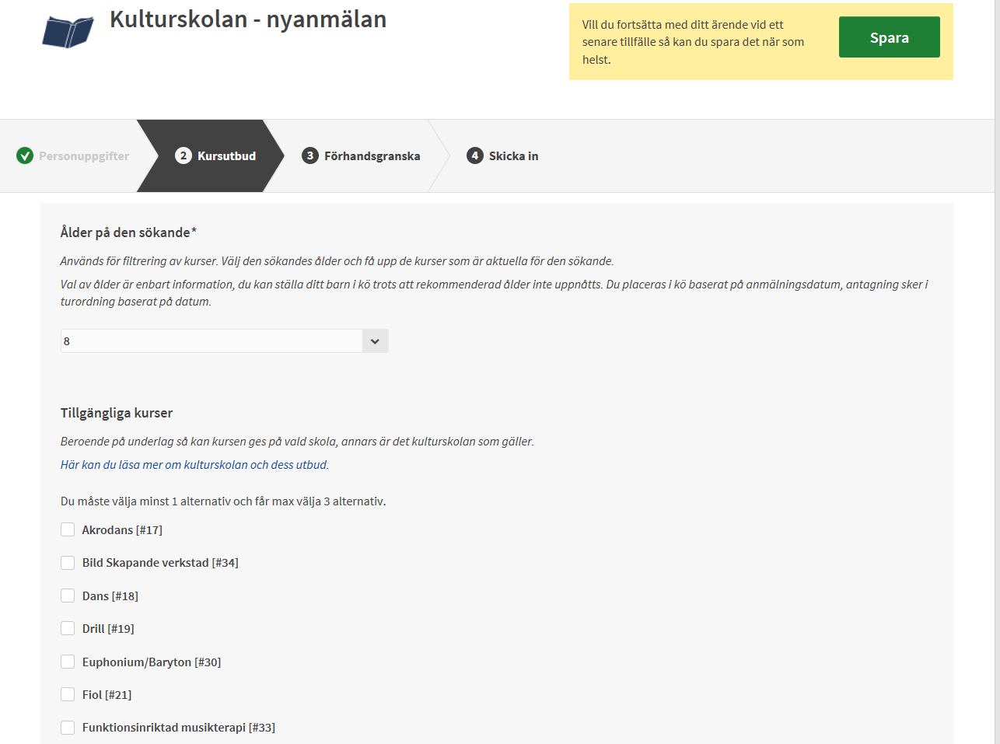 Kulturskolan - nyanmälan
Vill du fortsätta med ditt ärende vid ett
senare tillfälle så kan du spara det när som
helst.
Spara
Personuppgifter
2 Kursutbud
3 Förhandsgranska
4 Skicka in
Ålder på den sökande*
Används för filtrering av kurser. Välj den sökandes ålder och få upp de kurser som är aktuella för den sökande.
Val av ålder är enbart information, du kan ställa ditt barn i kö trots att rekommenderad ålder inte uppnåtts. Du placeras i kö baserat på anmälningsdatum, antagning sker i
turordning baserat på datum.
8
Tillgängliga kurser
Beroende på underlag så kan kursen ges på vald skola, annars är det kulturskolan som gäller.
Här kan du läsa mer om kulturskolan och dess utbud.
Du måste välja minst 1 alternativ och får max välja 3 alternativ.
Akrodans [#17]
Bild Skapande verkstad [#34]
Dans [#18]
Drill [#19]
Euphonium/Baryton [#30]
Fiol [#21]
Funktionsinriktad musikterapi [#33]